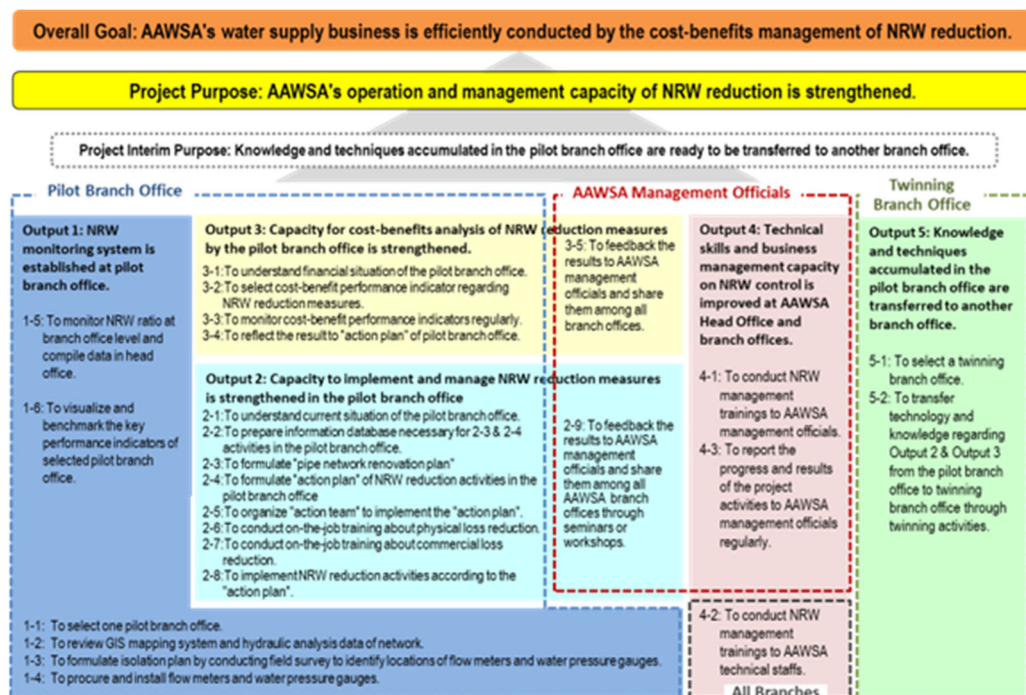 Overall Goal: AAWSA's water supply business is efficiently conducted by the cost-benefits management of NRW reduction.
Project Purpose: AAWSA's operation and management capacity of NRW reduction is strengthened.
Project Interim Purpose: Knowledge and techniques accumulated in the pilot branch office are ready to be transferred to another branch office.
Pilot Branch Office
Output 1: NRW
monitoring system is
established at pilot
branch office.
1-5: To monitor NRW ratio at
branch office level and
compile data in head
office.
1-6: To visualize and
benchmark the key
performance indicators of
selected pilot branch
office.
Output 3: Capacity for cost-benefits analysis of NRW reduction measures
by the pilot branch office is strengthened.
3-1: To understand financial situation of the pilot branch office.
3-2: To select cost-benefit performance indicator regarding
NRW reduction measures.
3-3: To monitor cost-benefit performance indicators regularly.
3-4: To reflect the result to "action plan" of pilot branch office.
3-5: To feedback the
results to AAWSA
management
officials and share
them among all
branch offices.
Output 2: Capacity to implement and manage NRW reduction measures
is strengthened in the pilot branch office
2-1: To understand current situation of the pilot branch office.
2-2: To prepare information database necessary for 2-3 & 2-4
activities in the pilot branch office.
2-3: To formulate "pipe network renovation plan"
2-4: To formulate "action plan" of NRW reduction activities in the
pilot branch office
2-5: To organize "action team" to implement the "action plan".
2-6: To conduct on-the-job training about physical loss reduction.
2-7: To conduct on-the-job training about commercial loss
reduction.
2-8: To implement NRW reduction activities according to the
"action plan".
2-9: To feedback the
results to AAWSA
management
officials and share
them among all
AAWSA branch
offices through
seminars or
workshops.
1-1: To select one pilot branch office.
1-2: To review GIS mapping system and hydraulic analysis data of network.
1-3: To formulate isolation plan by conducting field survey to identify locations of flow meters and water pressure gauges.
1-4: To procure and install flow meters and water pressure gauges.
AAWSA Management Officials
Output 4: Technical
skills and business
management capacity
on NRW control is
improved at AAWSA
Head Office and
branch offices.
4-1: To conduct NRW
management
trainings to AAWSA
management officials.
4-3: To report the
progress and results
of the project
activities to AAWSA
management officials
regularly.
4-2: To conduct NRW
management
trainings to AAWSA
technical staffs.
All Branches
Twinning
Branch Office
Output 5: Knowledge
and techniques
accumulated in the
pilot branch office are
transferred to another
branch office.
5-1: To select a twinning
branch office.
5-2: To transfer
technology and
knowledge regarding
Output 2 & Output 3
from the pilot branch
office to twinning
branch office through
twinning activities.